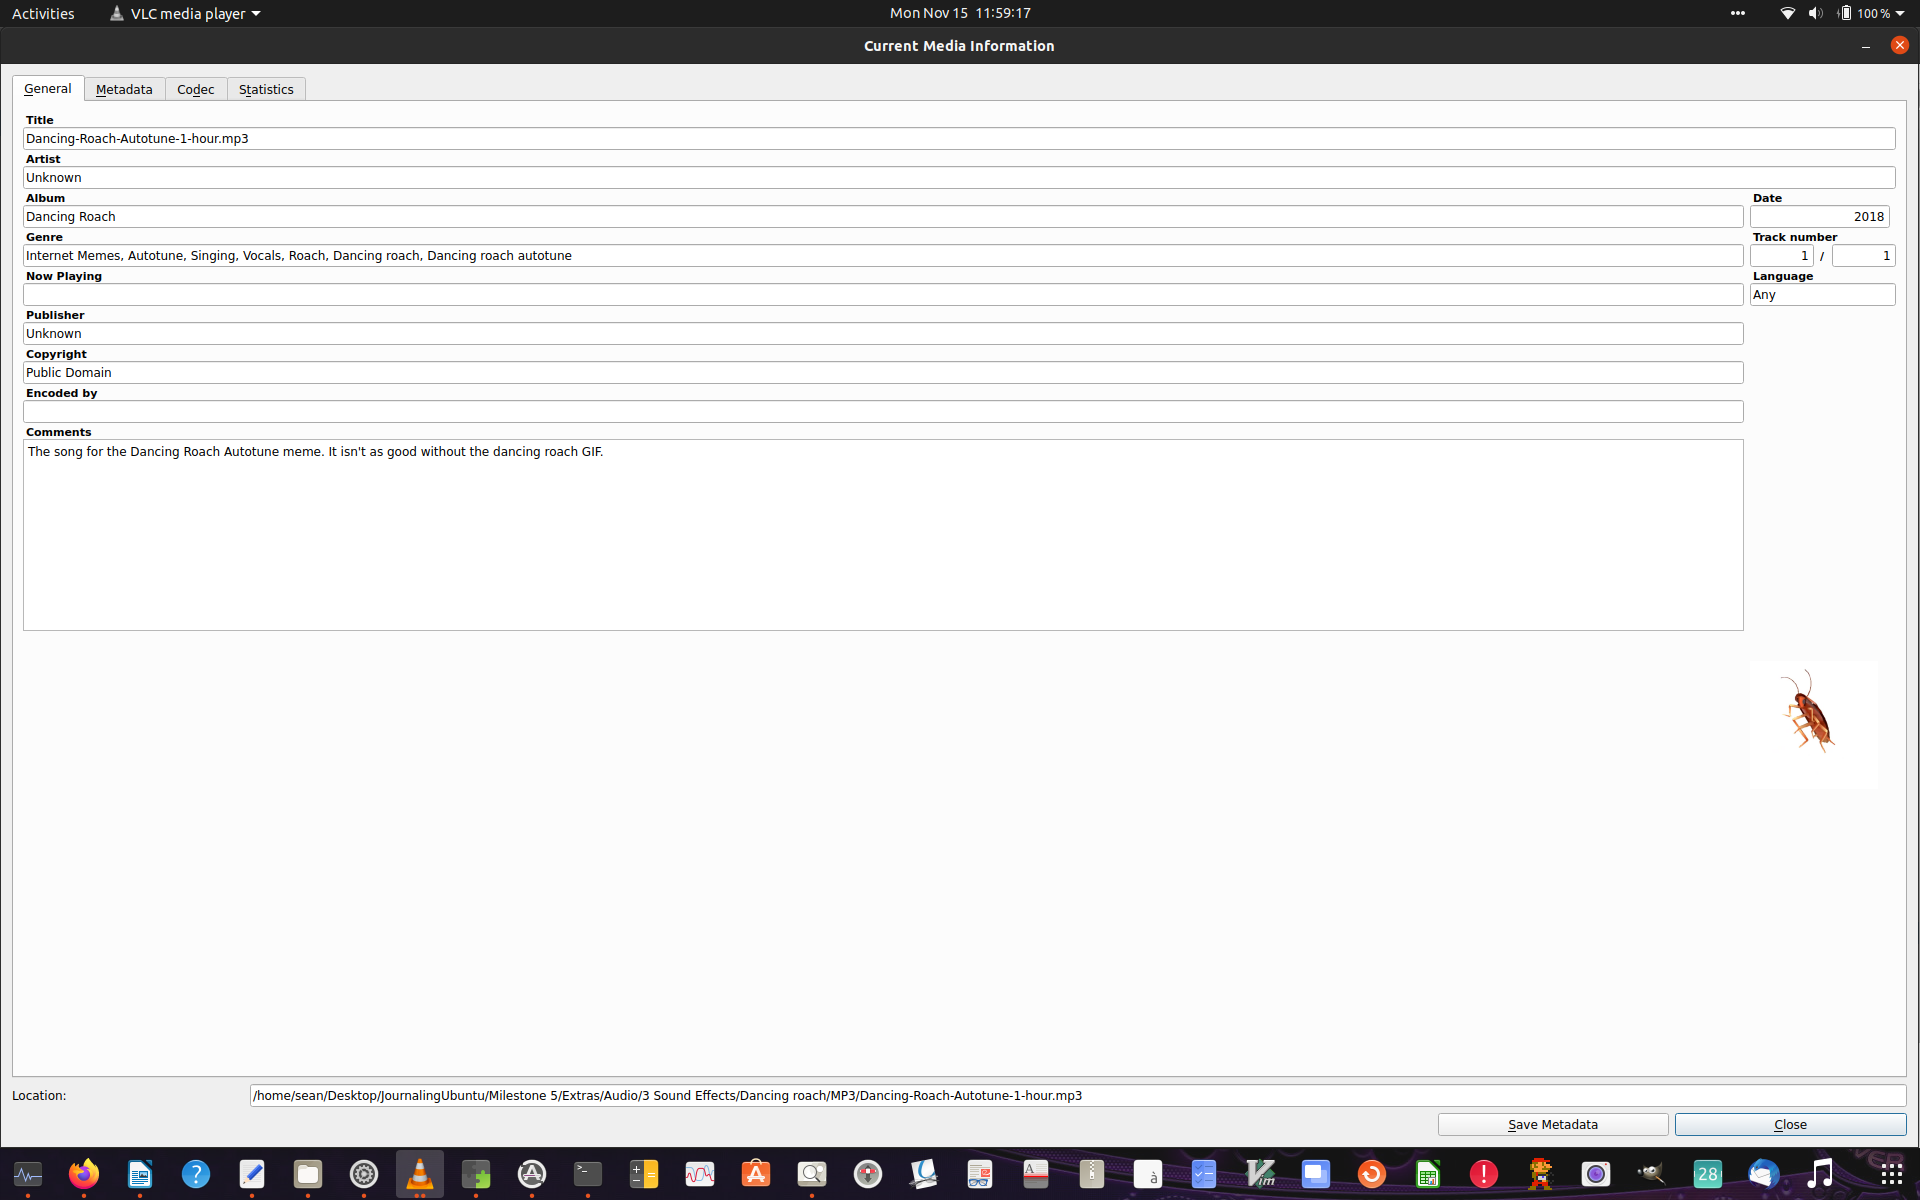 Activities VLC media player Mon Nov 15 11:59:17 100 %
Current Media Information
General Metadata Codec Statistics
Title
Dancing-Roach-Autotune-1-hour.mp3
Artist
Unknown
Album Date
Dancing Roach 2018
Genre Track number
Internet Memes, Autotune, Singing, Vocals, Roach, Dancing roach, Dancing roach autotune 1 / 1
Now Playing Language
Any
Publisher
Unknown
Copyright
Public Domain
Encoded by
Comments
The song for the Dancing Roach Autotune meme. It isn't as good without the dancing roach GIF.
Location: /home/sean/Desktop/JournalingUbuntu/Milestone 5/Extras/Audio/3 Sound Effects/Dancing roach/MP3/Dancing-Roach-Autotune-1-hour.mp3
Save Metadata Close
28